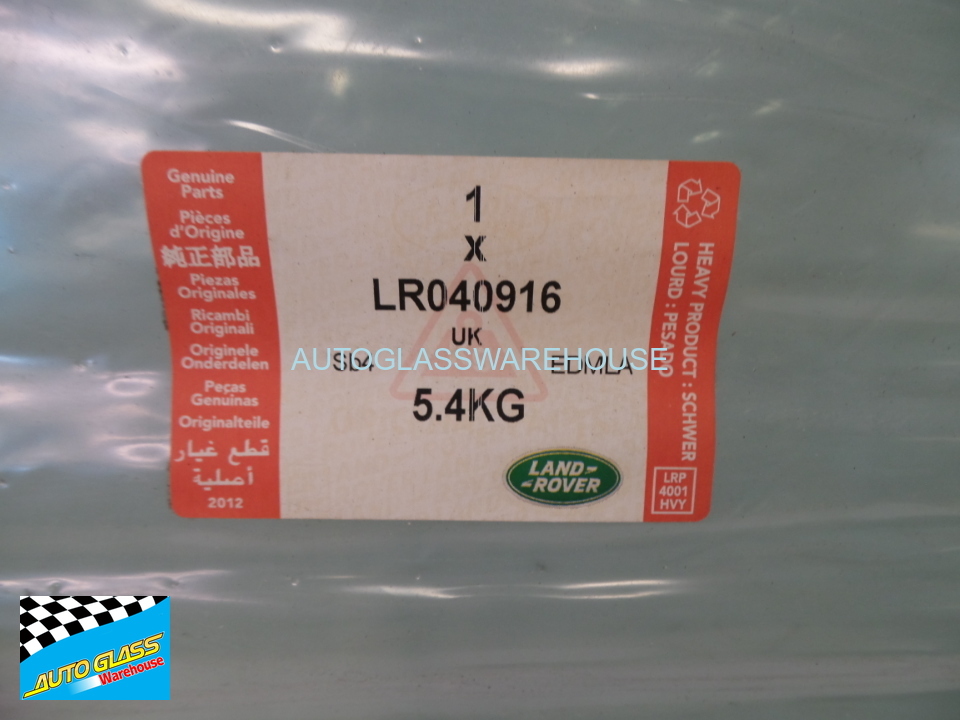 Genuine
Parts
Pièces
d'Origine
純正部品
Piezas
Originales
Ricambi
Originali
Originele
Onderdelen
Peças
Genuinas
Originalteile
قطع غيار
أصلية
2012
1
x
LR040916
UK
AUTOGLASSWAREHOUSE
5.4KG
LAND-
-ROVER
HEAVY PRODUCT : SCHWER
LOURD : PESADO
LRP
4001
HVY
AUTO GLASS
Warehouse